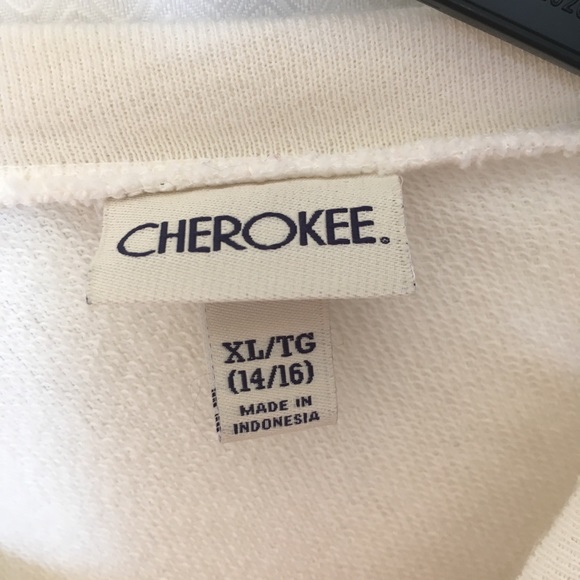 CHEROKEE.
XL/TG
(14/16)
MADE IN
INDONESIA